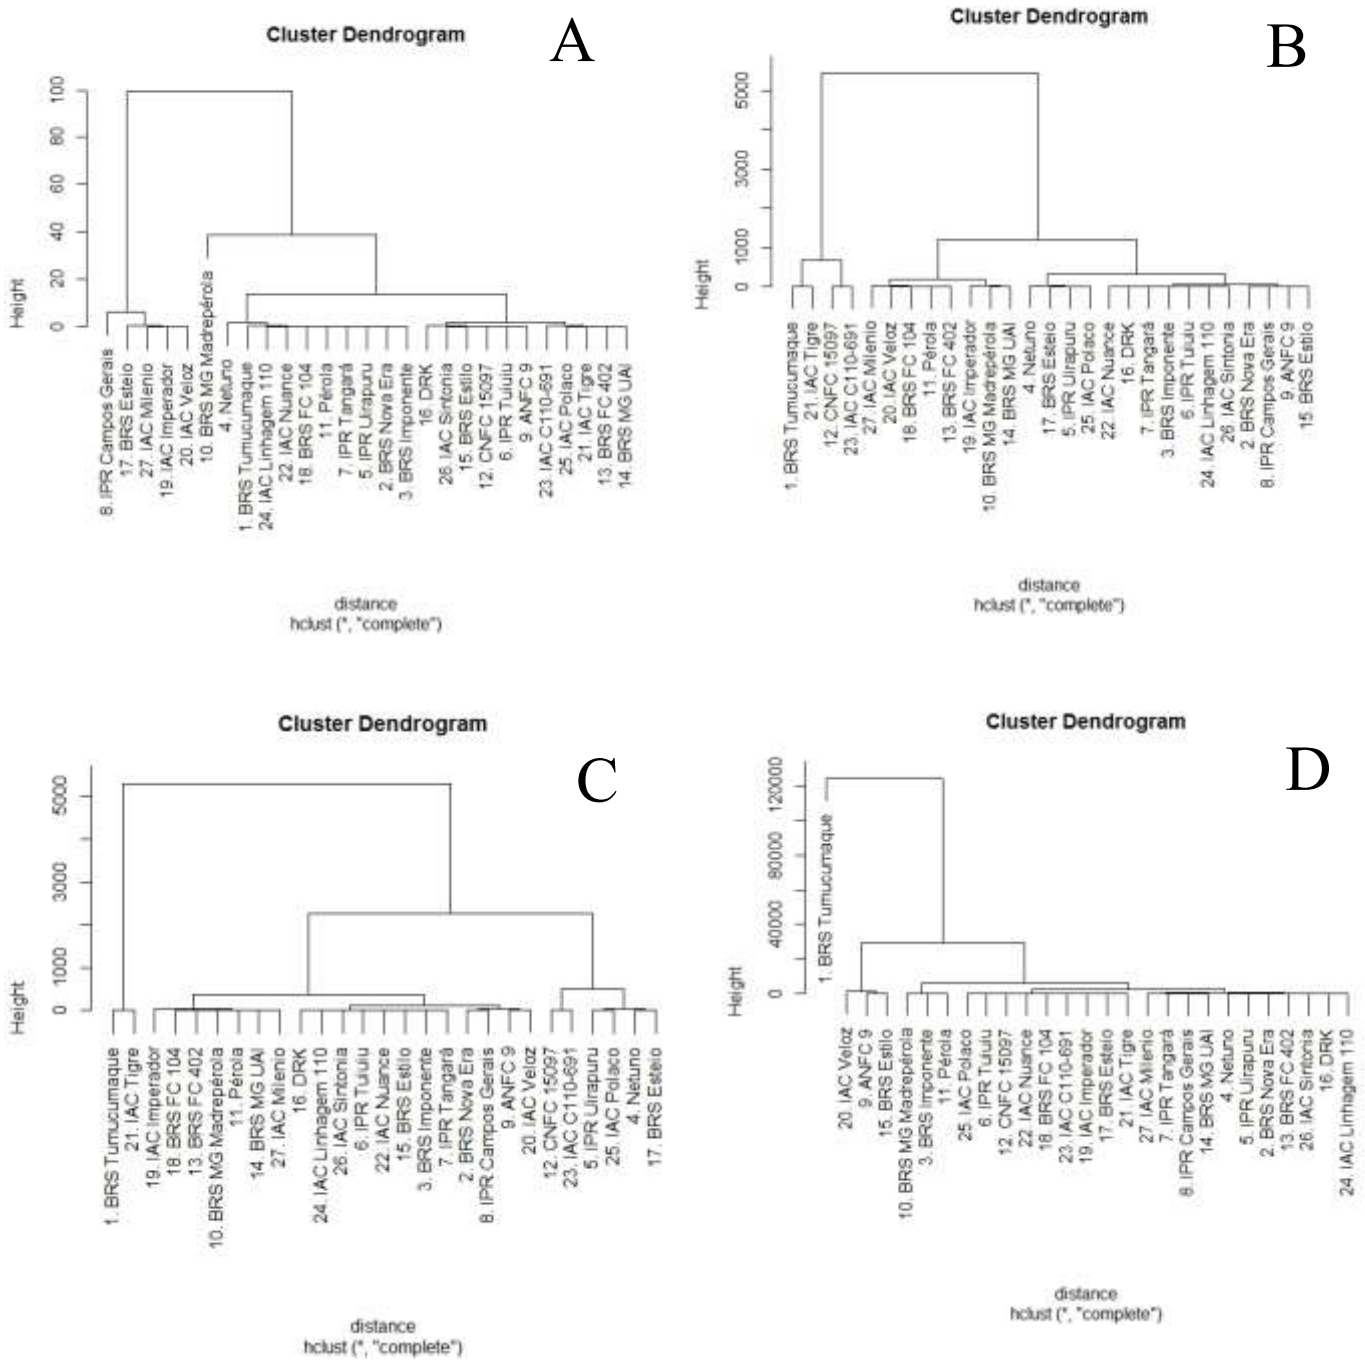 Cluster Dendrogram
A
Height
0
20
40
60
80
100
8. IPR Campos Gerais
17. BRS Esteio
27. IAC Milenio
19. IAC Imperador
20. IAC Veloz
10. BRS MG Madrepérola
4. Netuno
1. BRS Tumucumaque
24. IAC Linhagem 110
22. IAC Nuance
18. BRS FC 104
11. Pérola
7. IPR Tangará
5. IPR Uirapuru
2. BRS Nova Era
3. BRS Imponente
16. DRK
26. IAC Sintonia
15. BRS Estilo
12. CNFC 15097
6. IPR Tuiuiu
9. ANFC 9
23. IAC C110-691
25. IAC Polaco
21. IAC Tigre
13. BRS FC 402
14. BRS MG UAI
distance
hclust (*, "complete")
Cluster Dendrogram
B
Height
0
1000
3000
5000
1. BRS Tumucumaque
21. IAC Tigre
12. CNFC 15097
23. IAC C110-691
27. IAC Milenio
20. IAC Veloz
18. BRS FC 104
11. Pérola
13. BRS FC 402
19. IAC Imperador
10. BRS MG Madrepérola
14. BRS MG UAI
4. Netuno
17. BRS Esteio
5. IPR Uirapuru
25. IAC Polaco
22. IAC Nuance
16. DRK
7. IPR Tangará
3. BRS Imponente
6. IPR Tuiuiu
24. IAC Linhagem 110
26. IAC Sintonia
2. BRS Nova Era
8. IPR Campos Gerais
9. ANFC 9
15. BRS Estilo
distance
hclust (*, "complete")
Cluster Dendrogram
C
Height
0
1000
3000
5000
1. BRS Tumucumaque
21. IAC Tigre
19. IAC Imperador
18. BRS FC 104
13. BRS FC 402
10. BRS MG Madrepérola
11. Pérola
14. BRS MG UAI
27. IAC Milenio
16. DRK
24. IAC Linhagem 110
26. IAC Sintonia
6. IPR Tuiuiu
22. IAC Nuance
15. BRS Estilo
3. BRS Imponente
7. IPR Tangará
2. BRS Nova Era
8. IPR Campos Gerais
9. ANFC 9
20. IAC Veloz
12. CNFC 15097
23. IAC C110-691
5. IPR Uirapuru
25. IAC Polaco
4. Netuno
17. BRS Esteio
distance
hclust (*, "complete")
Cluster Dendrogram
D
Height
0
40000
80000
120000
1. BRS Tumucumaque
20. IAC Veloz
9. ANFC 9
15. BRS Estilo
10. BRS MG Madrepérola
3. BRS Imponente
11. Pérola
25. IAC Polaco
6. IPR Tuiuiu
12. CNFC 15097
22. IAC Nuance
18. BRS FC 104
23. IAC C110-691
19. IAC Imperador
17. BRS Esteio
21. IAC Tigre
27. IAC Milenio
7. IPR Tangará
8. IPR Campos Gerais
14. BRS MG UAI
4. Netuno
5. IPR Uirapuru
2. BRS Nova Era
13. BRS FC 402
26. IAC Sintonia
16. DRK
24. IAC Linhagem 110
distance
hclust (*, "complete")